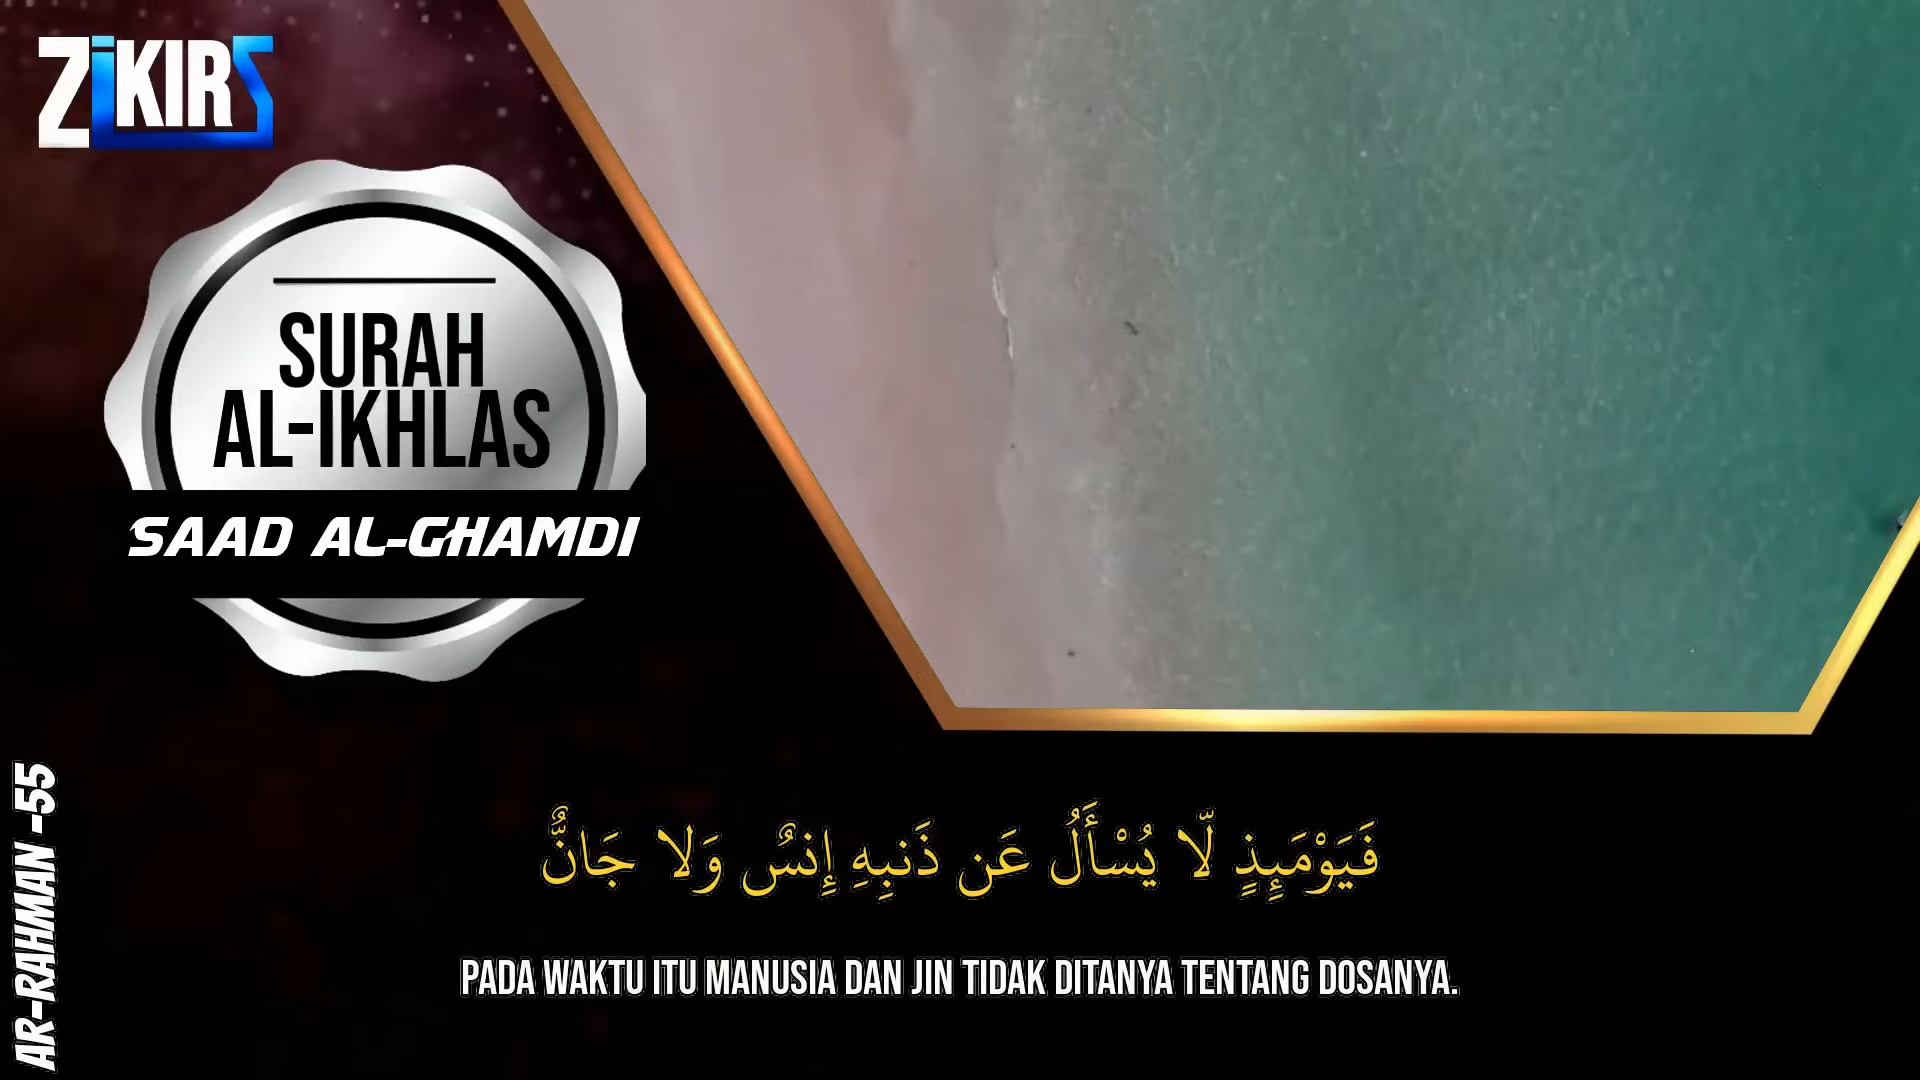 ZiKIRS
SURAH
AL-IKHLAS
SAAD AL-GHAMDI
AR-RAHMAN -55
فَيَوْمَئِذٍ لَّا يُسْأَلُ عَن ذَنبِهِ إِنسٌ وَلَا جَانٌّ
PADA WAKTU ITU MANUSIA DAN JIN TIDAK DITANYA TENTANG DOSANYA.